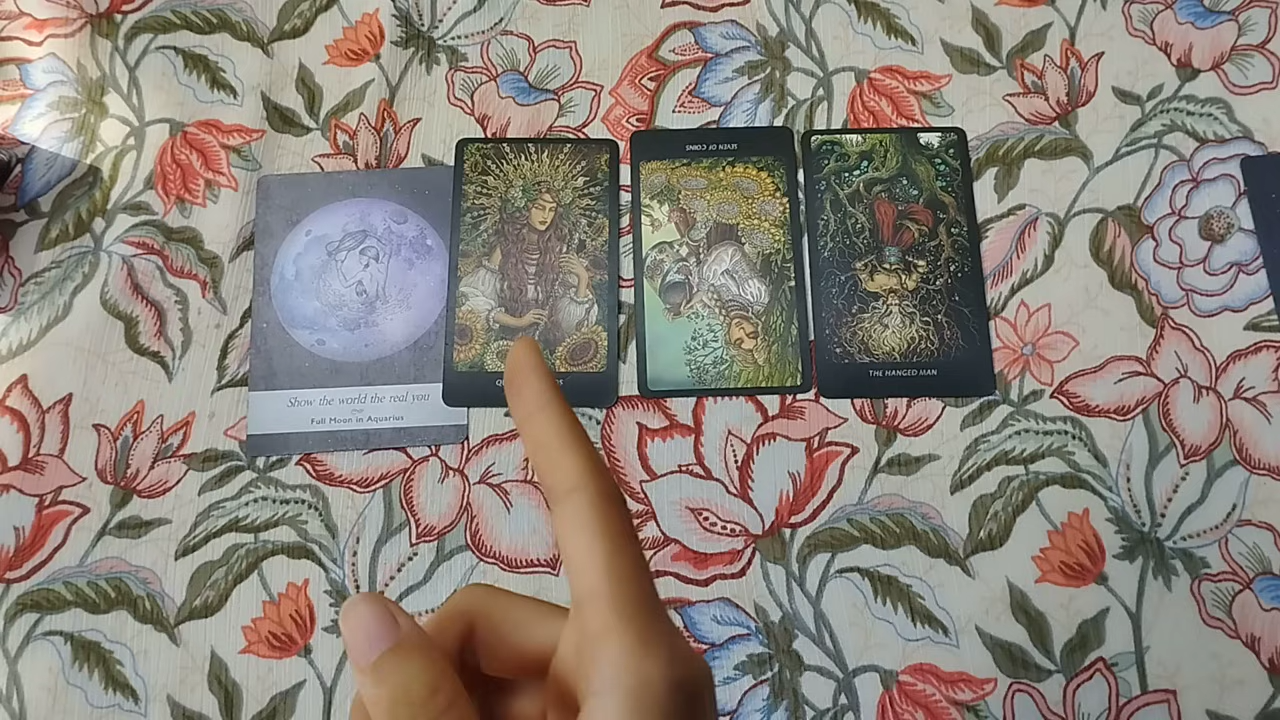 Show the world the real you
Full Moon in Aquarius
SEVEN OF COINS
THE HANGED MAN